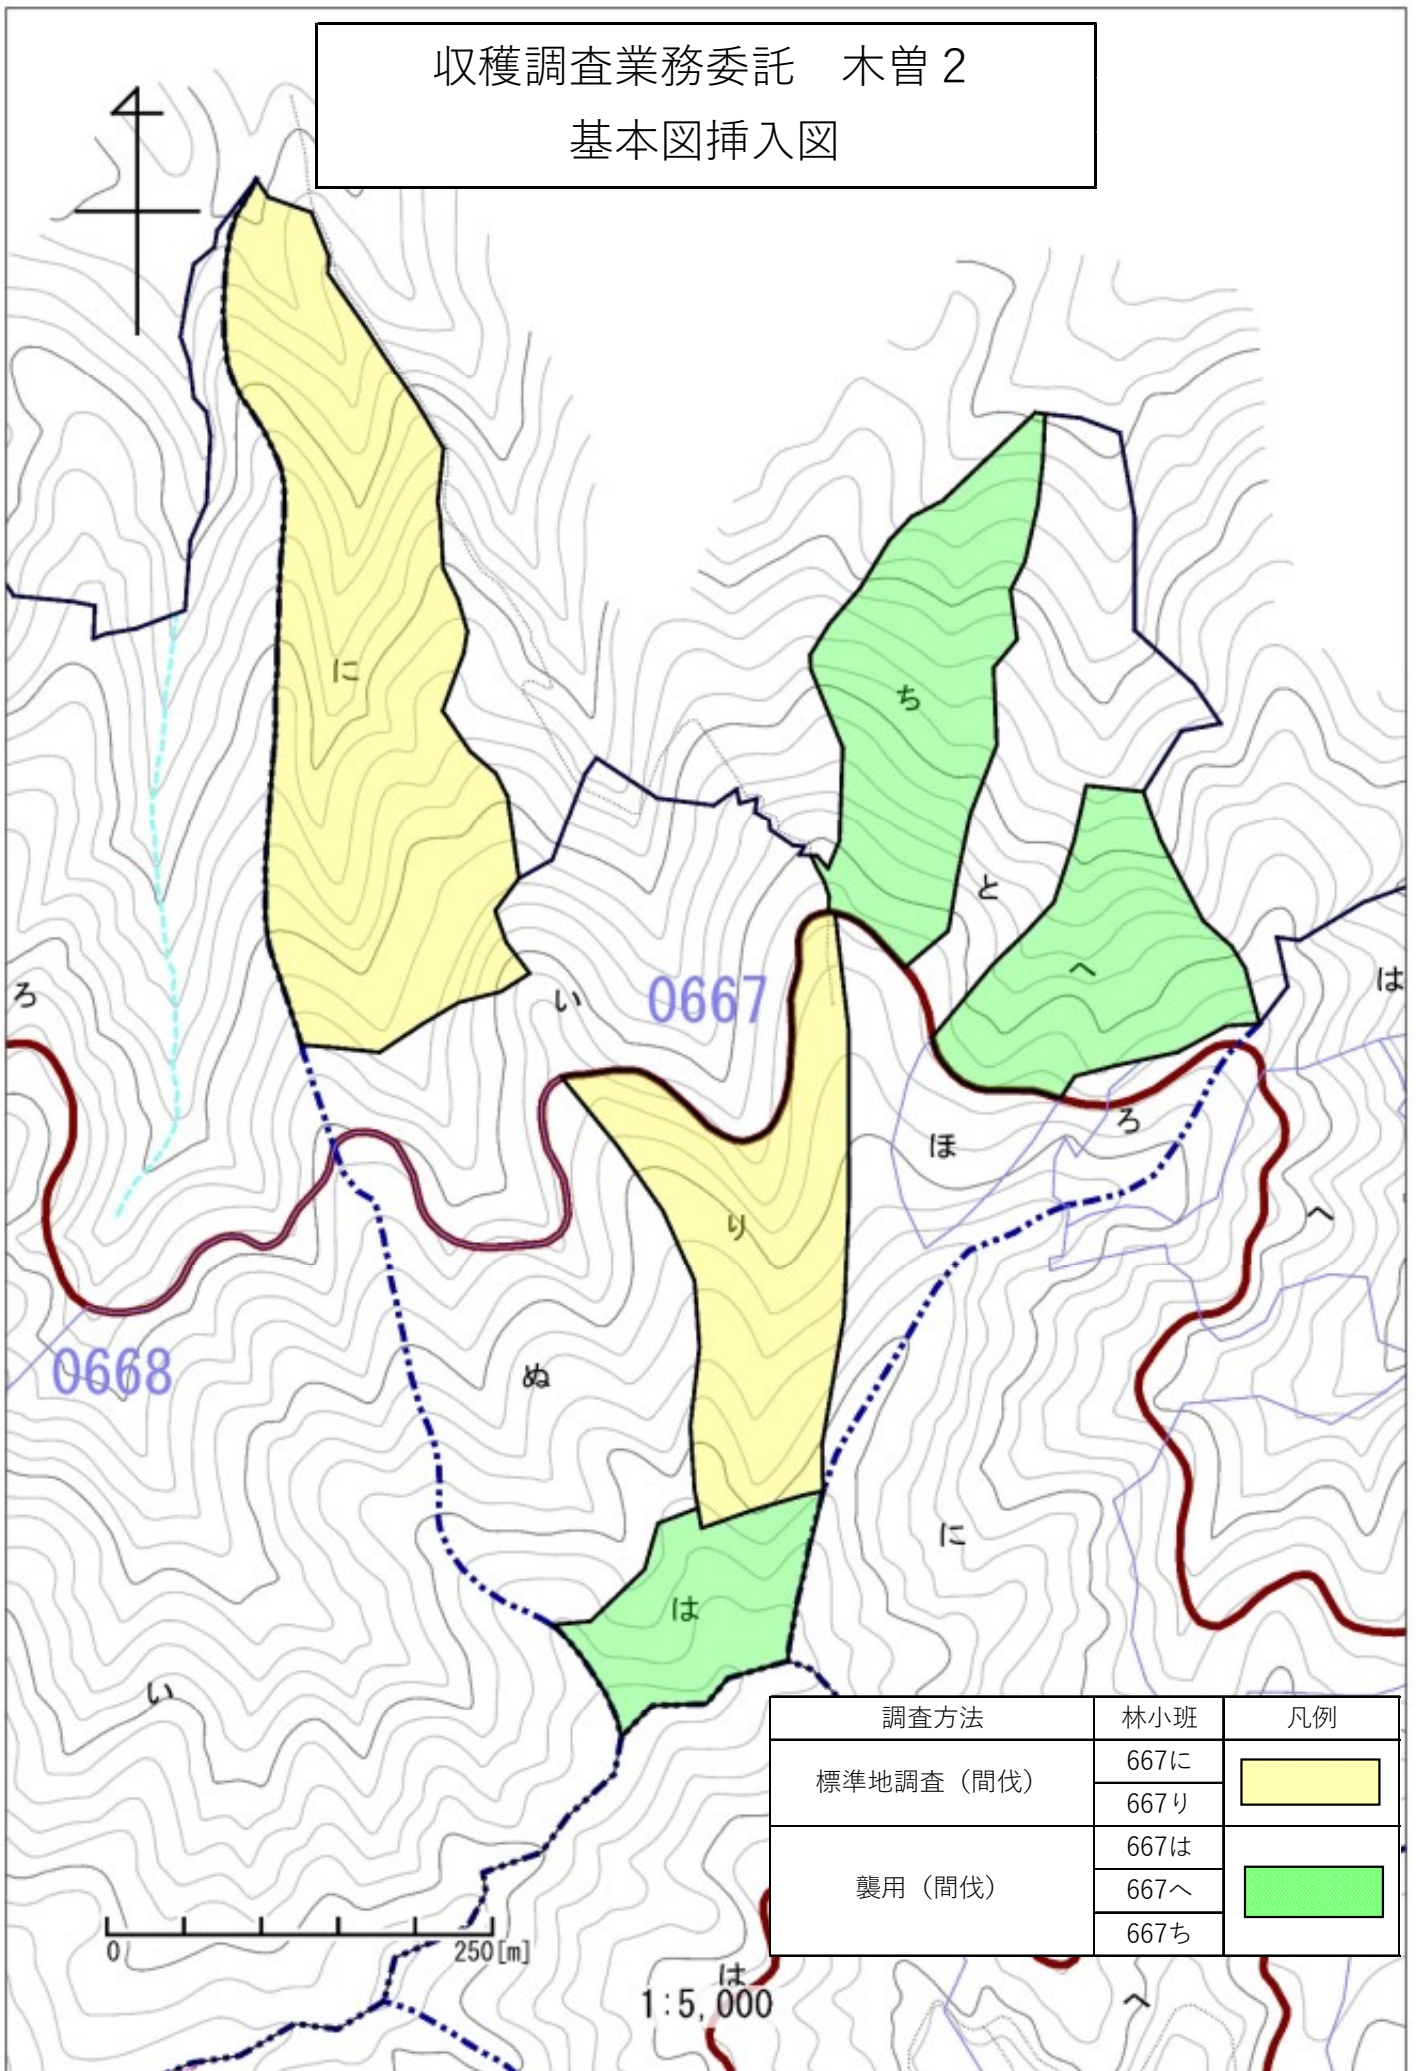 収穫調査業務委託　木曽２
基本図挿入図
に
ち
と
へ
ろ
い
0667
は
ほ
ろ
り
へ
0668
ぬ
に
は
い
調査方法 林小班 凡例
標準地調査（間伐） 667に
667り
襲用（間伐） 667は
667へ
667ち
0 250[m]
は
1:5,000
へ